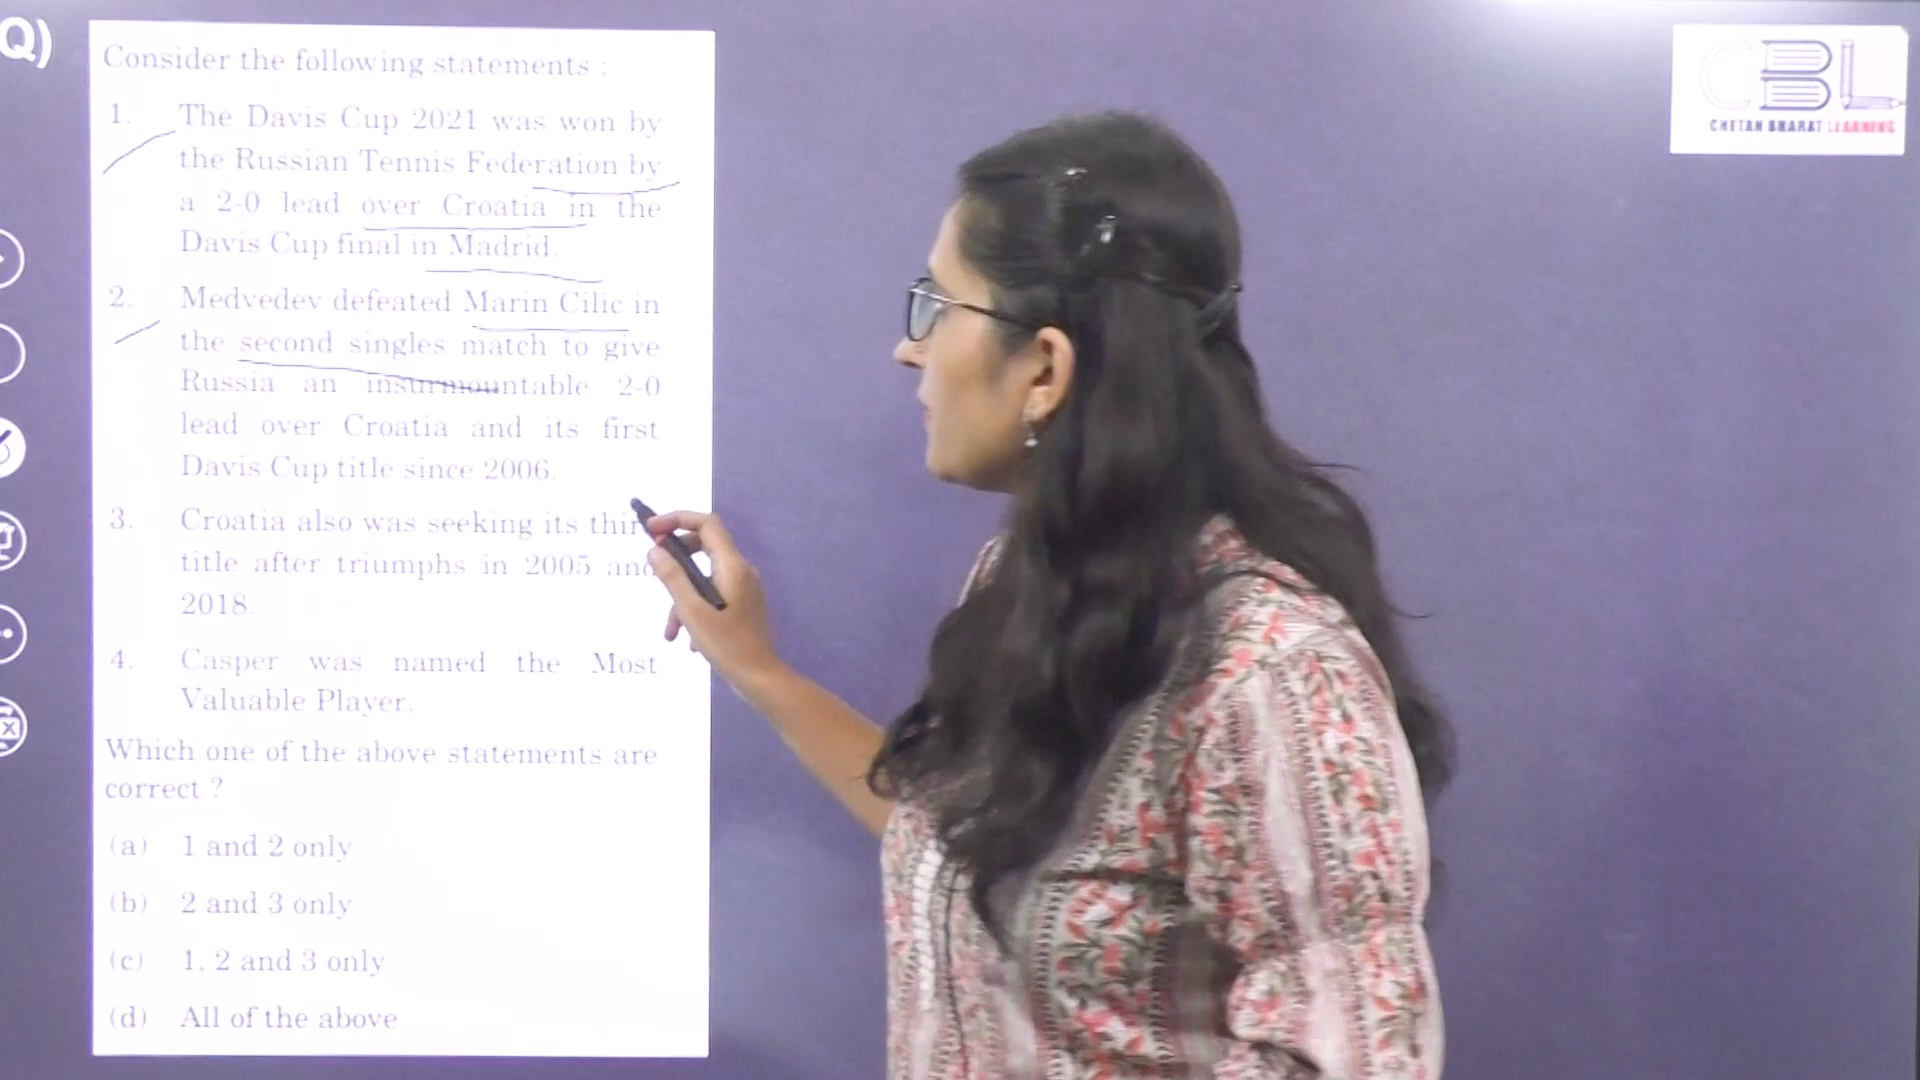 Q)
Consider the following statements :
1. The Davis Cup 2021 was won by
the Russian Tennis Federation by
a 2-0 lead over Croatia in the
Davis Cup final in Madrid.
2. Medvedev defeated Marin Cilic in
the second singles match to give
Russia an insurmountable 2-0
lead over Croatia and its first
Davis Cup title since 2006.
3. Croatia also was seeking its
title after triumphs in 2005
2018.
4. Casper was named the Most
Valuable Player.
Which one of the above statements are
correct ?
(a) 1 and 2 only
(b) 2 and 3 only
(c) 1, 2 and 3 only
(d) All of the above
CBL
CHETAN BHARAT LEARNING